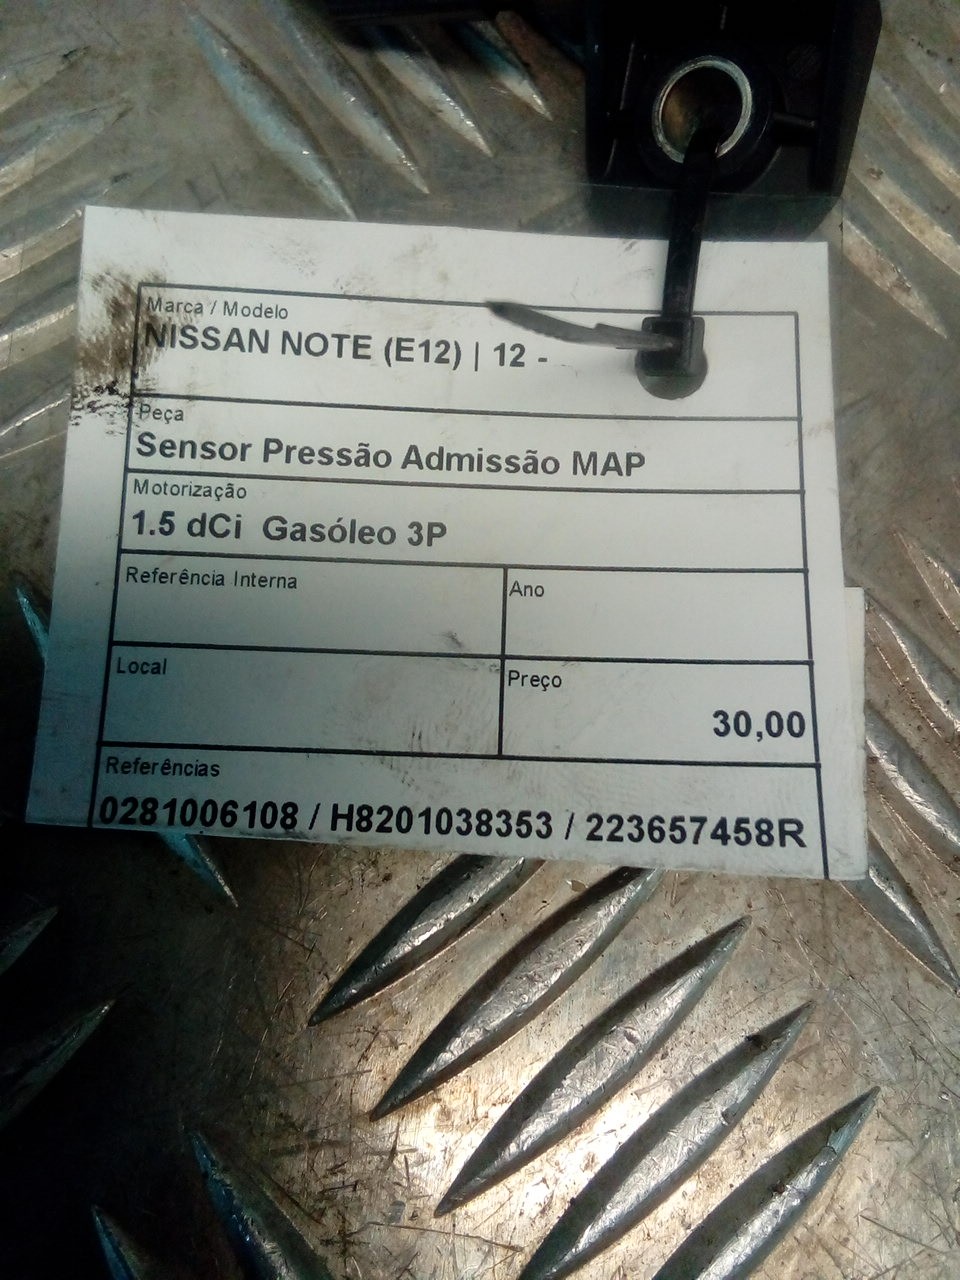 Marca / Modelo
NISSAN NOTE (E12) | 12 -
Peça
Sensor Pressão Admissão MAP
Motorização
1.5 dCi  Gasóleo 3P
Referência Interna
Ano
Local
Preço
30,00
Referências
0281006108 / H8201038353 / 223657458R